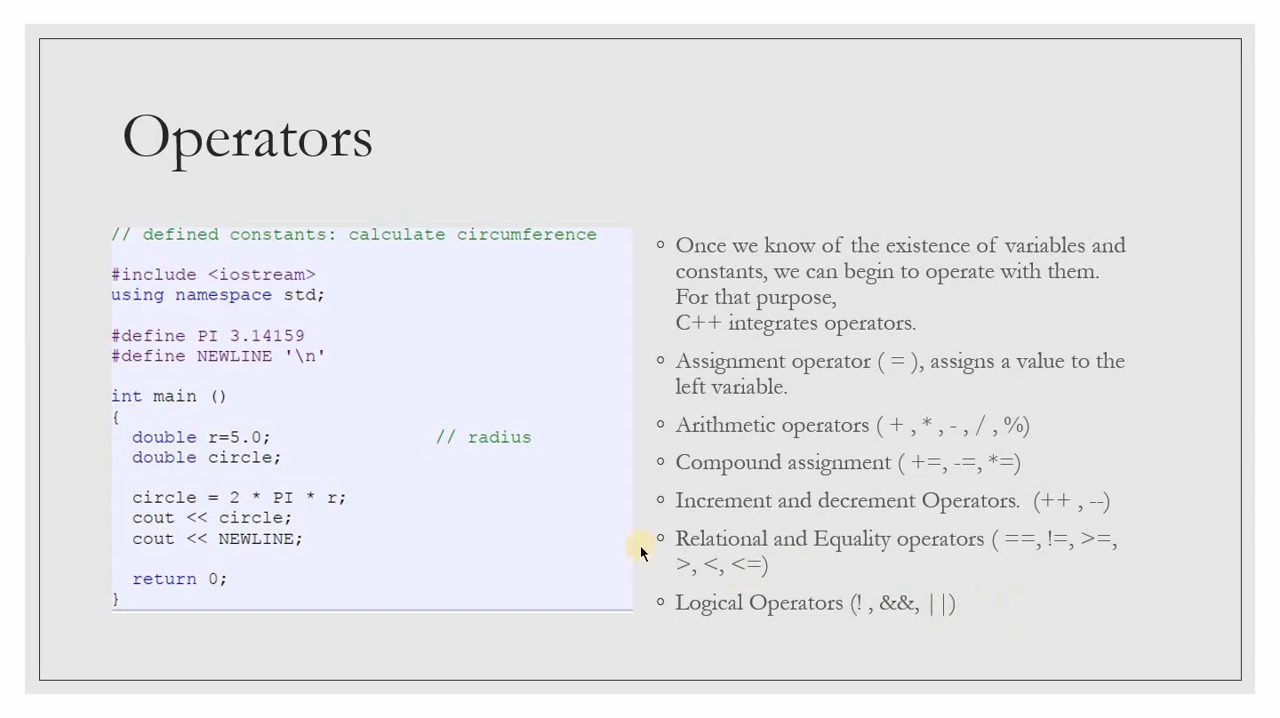 Operators
// defined constants: calculate circumference
#include <iostream>
using namespace std;
#define PI 3.14159
#define NEWLINE '\n'
int main ()
{
  double r=5.0;               // radius
  double circle;
  circle = 2 * PI * r;
  cout << circle;
  cout << NEWLINE;
  return 0;
}
◦ Once we know of the existence of variables and
constants, we can begin to operate with them.
For that purpose,
C++ integrates operators.
◦ Assignment operator ( = ), assigns a value to the
left variable.
◦ Arithmetic operators ( + , * , - , / , %)
◦ Compound assignment ( +=, -=, *=)
◦ Increment and decrement Operators.  (++ , --)
◦ Relational and Equality operators ( ==, !=, >=,
>, <, <=)
◦ Logical Operators (! , &&, ||)